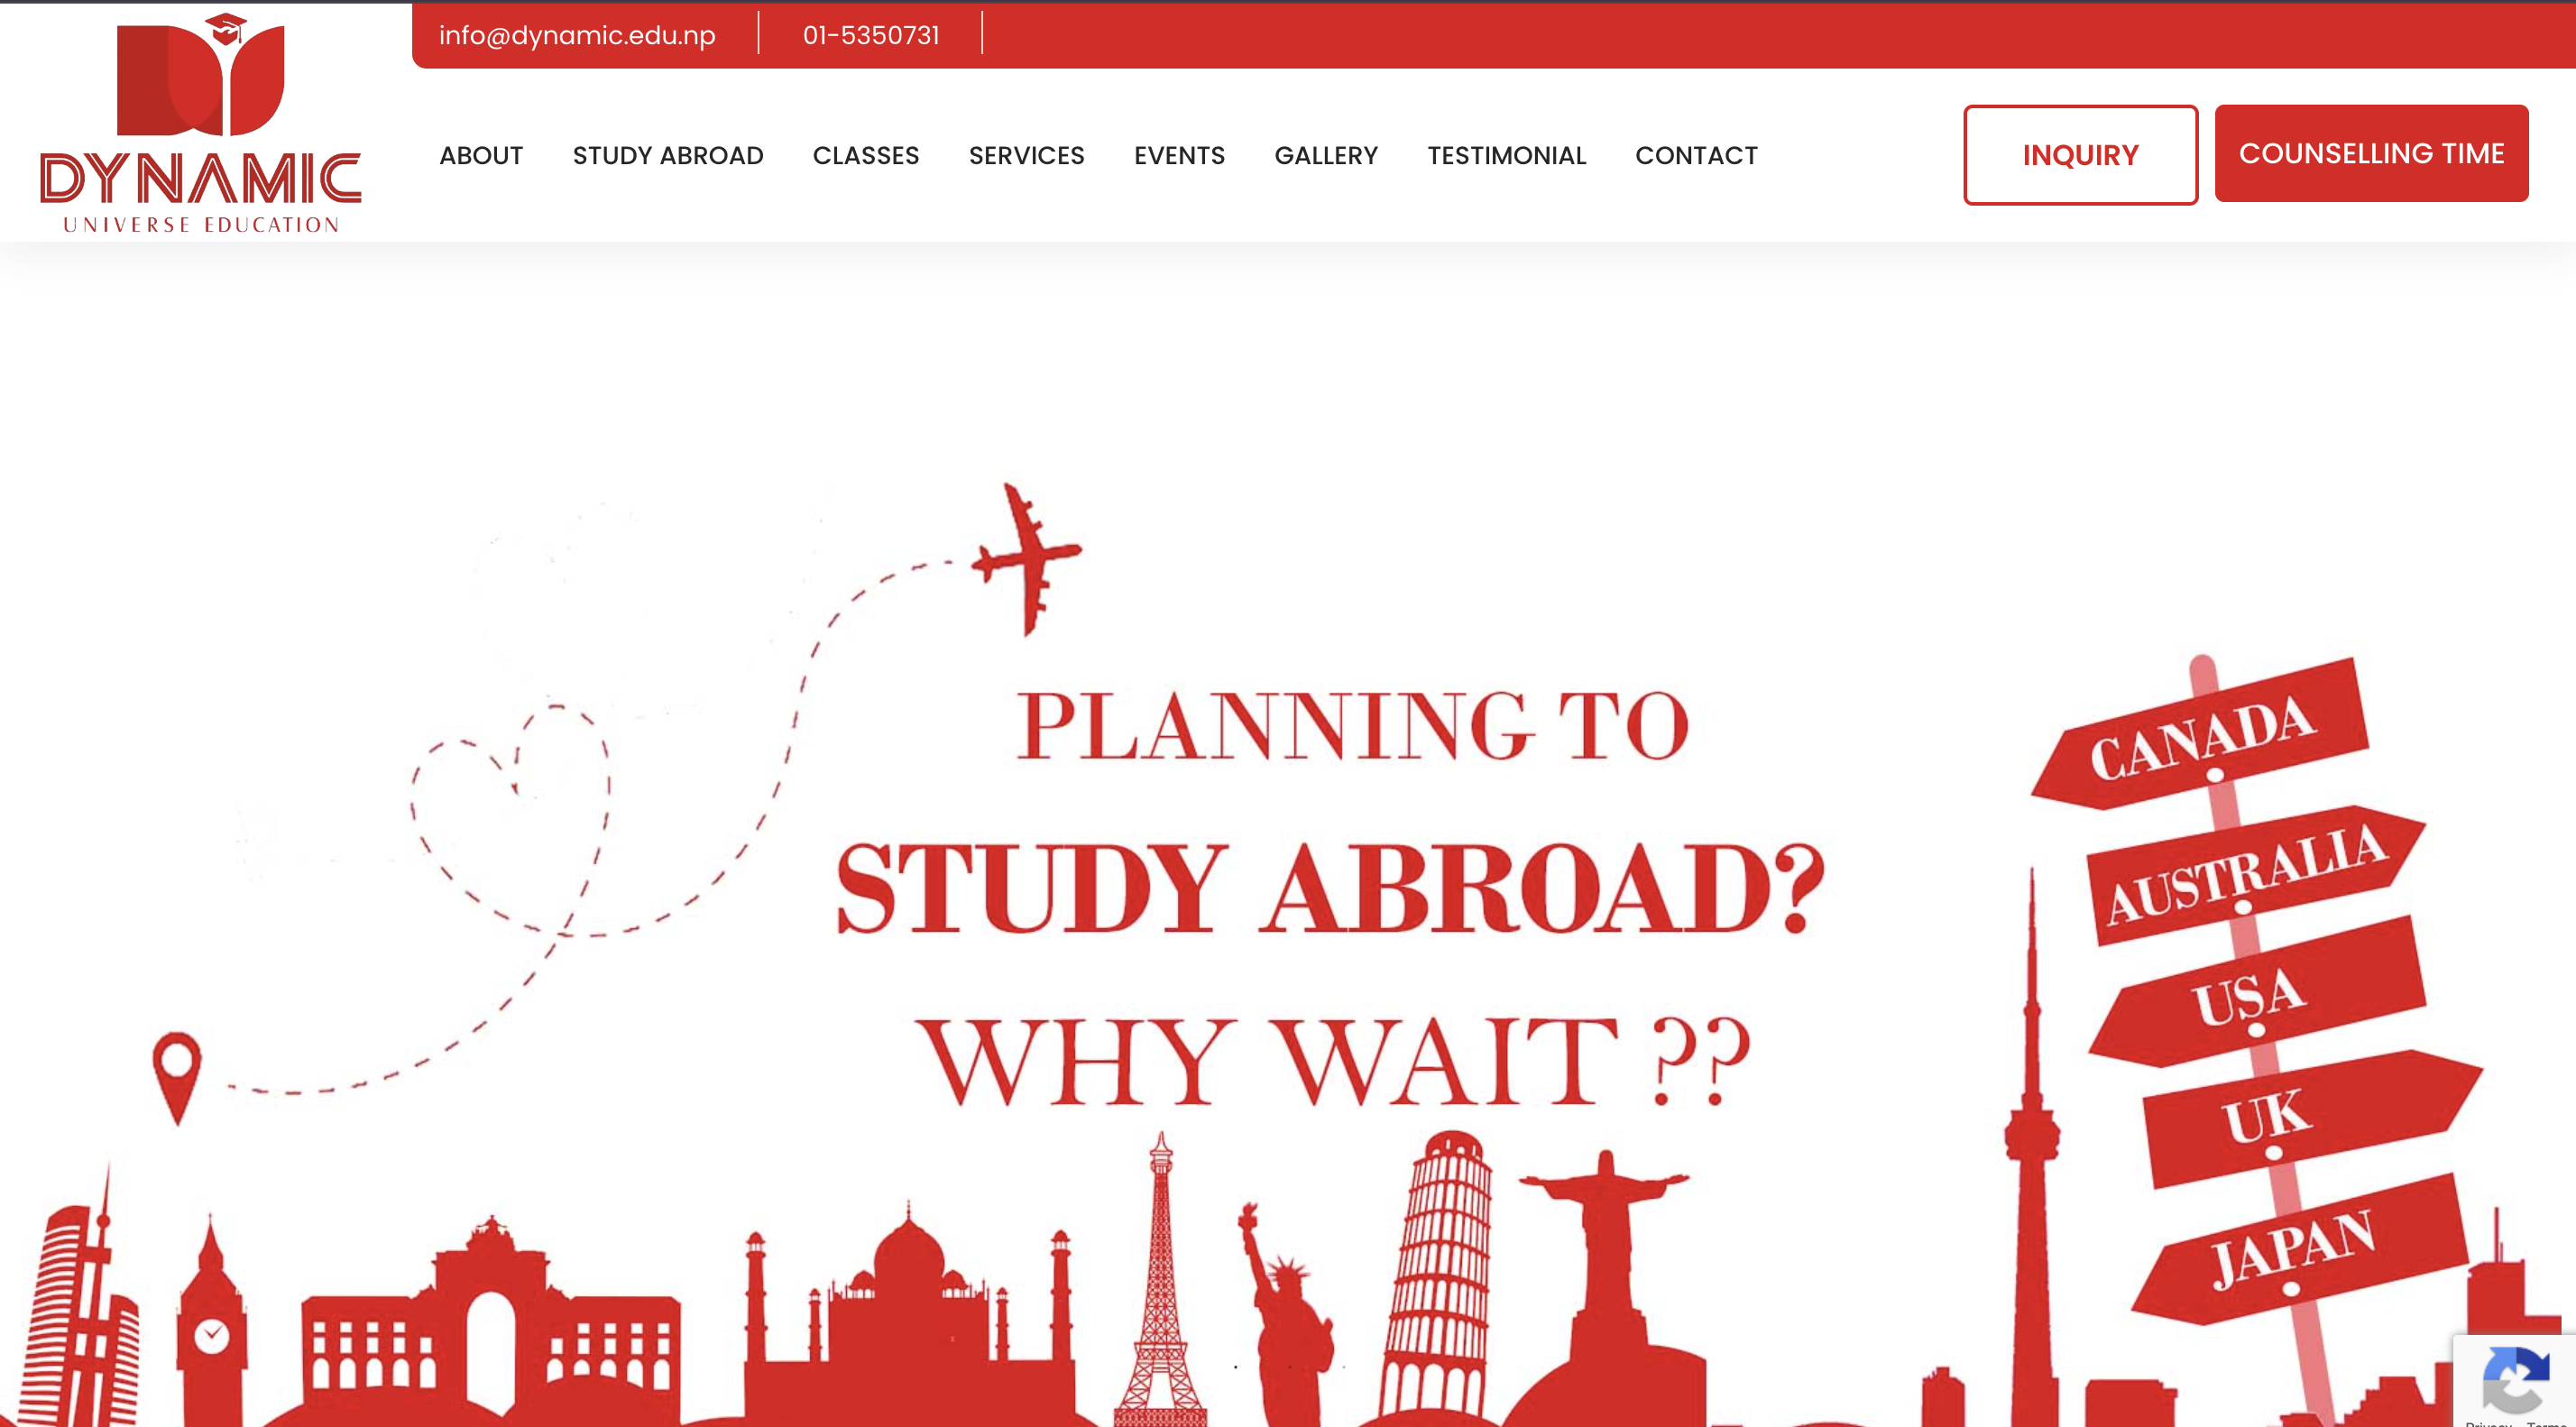 info@dynamic.edu.np
01-5350731
DYNAMIC
UNIVERSE EDUCATION
ABOUT
STUDY ABROAD
CLASSES
SERVICES
EVENTS
GALLERY
TESTIMONIAL
CONTACT
INQUIRY
COUNSELLING TIME
PLANNING TO
STUDY ABROAD?
WHY WAIT ??
CANADA
AUSTRALIA
USA
UK
JAPAN